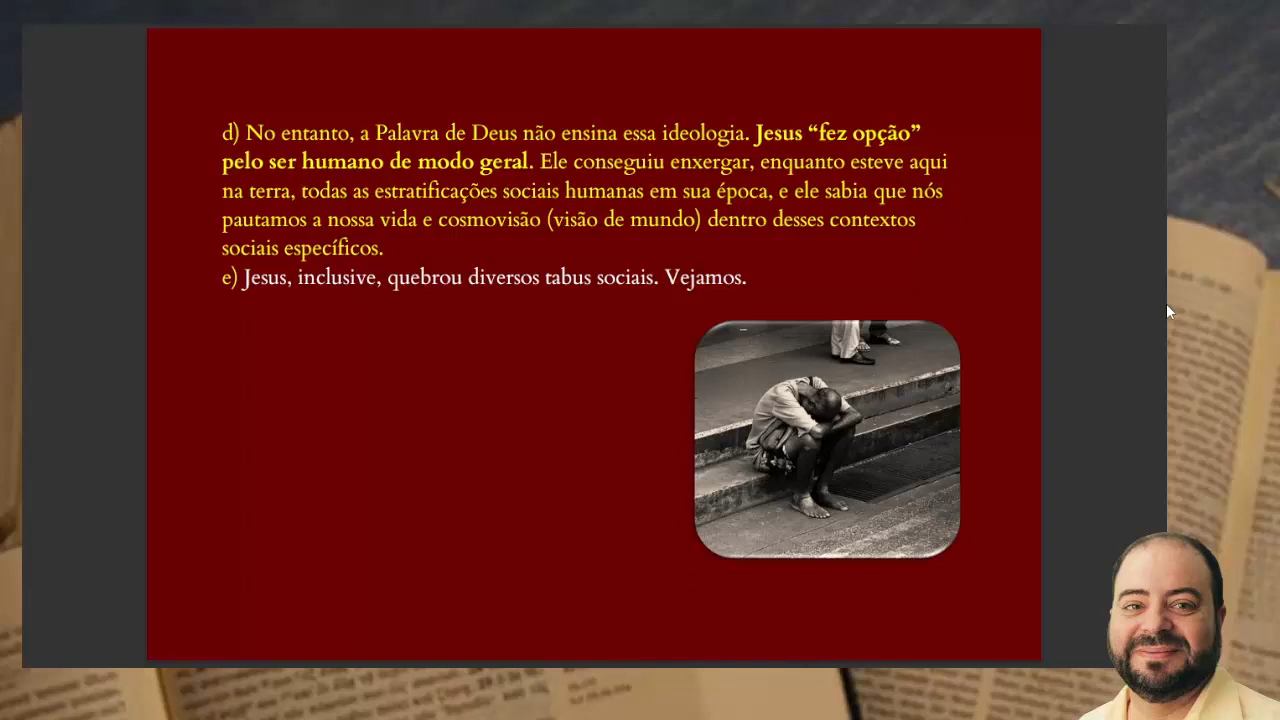 d) No entanto, a Palavra de Deus não ensina essa ideologia. Jesus “fez opção”
pelo ser humano de modo geral. Ele conseguiu enxergar, enquanto esteve aqui
na terra, todas as estratificações sociais humanas em sua época, e ele sabia que nós
pautamos a nossa vida e cosmovisão (visão de mundo) dentro desses contextos
sociais específicos.
e) Jesus, inclusive, quebrou diversos tabus sociais. Vejamos.